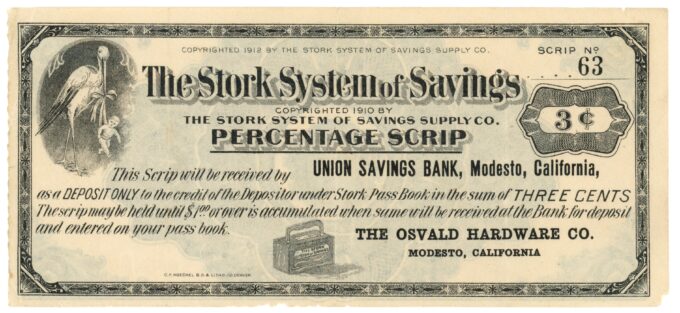 COPYRIGHTED 1912 BY THE STORK SYSTEM OF SAVINGS SUPPLY CO.
SCRIP Nº
63
The Stork System of Savings
COPYRIGHTED 1910 BY
THE STORK SYSTEM OF SAVINGS SUPPLY CO.
3¢
PERCENTAGE SCRIP
This Scrip will be received by UNION SAVINGS BANK, Modesto, California,
as a DEPOSIT ONLY to the credit of the Depositor under Stork Pass Book in the sum of THREE CENTS
The scrip may be held until $1.00 or over is accumulated when same will be received at the Bank for deposit
and entered on your pass book.
THE OSVALD HARDWARE CO.
MODESTO, CALIFORNIA